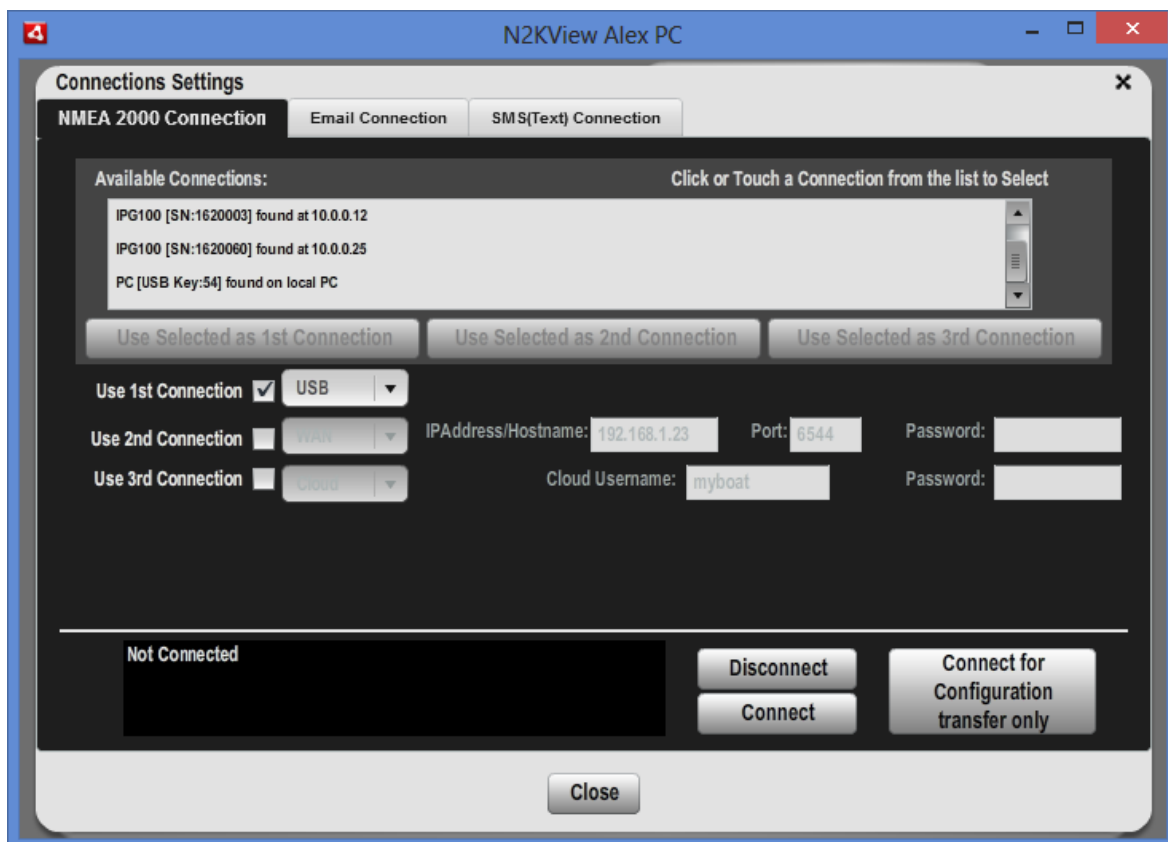 N2KView Alex PC
Connections Settings
NMEA 2000 Connection
Email Connection
SMS(Text) Connection
Available Connections:
Click or Touch a Connection from the list to Select
IPG100 [SN:1620003] found at 10.0.0.12
IPG100 [SN:1620060] found at 10.0.0.25
PC [USB Key:54] found on local PC
Use Selected as 1st Connection
Use Selected as 2nd Connection
Use Selected as 3rd Connection
Use 1st Connection USB
Use 2nd Connection WAN IPAddress/Hostname: 192.168.1.23 Port: 6544 Password:
Use 3rd Connection Cloud Cloud Username: myboat Password:
Not Connected
Disconnect
Connect
Connect for
Configuration
transfer only
Close